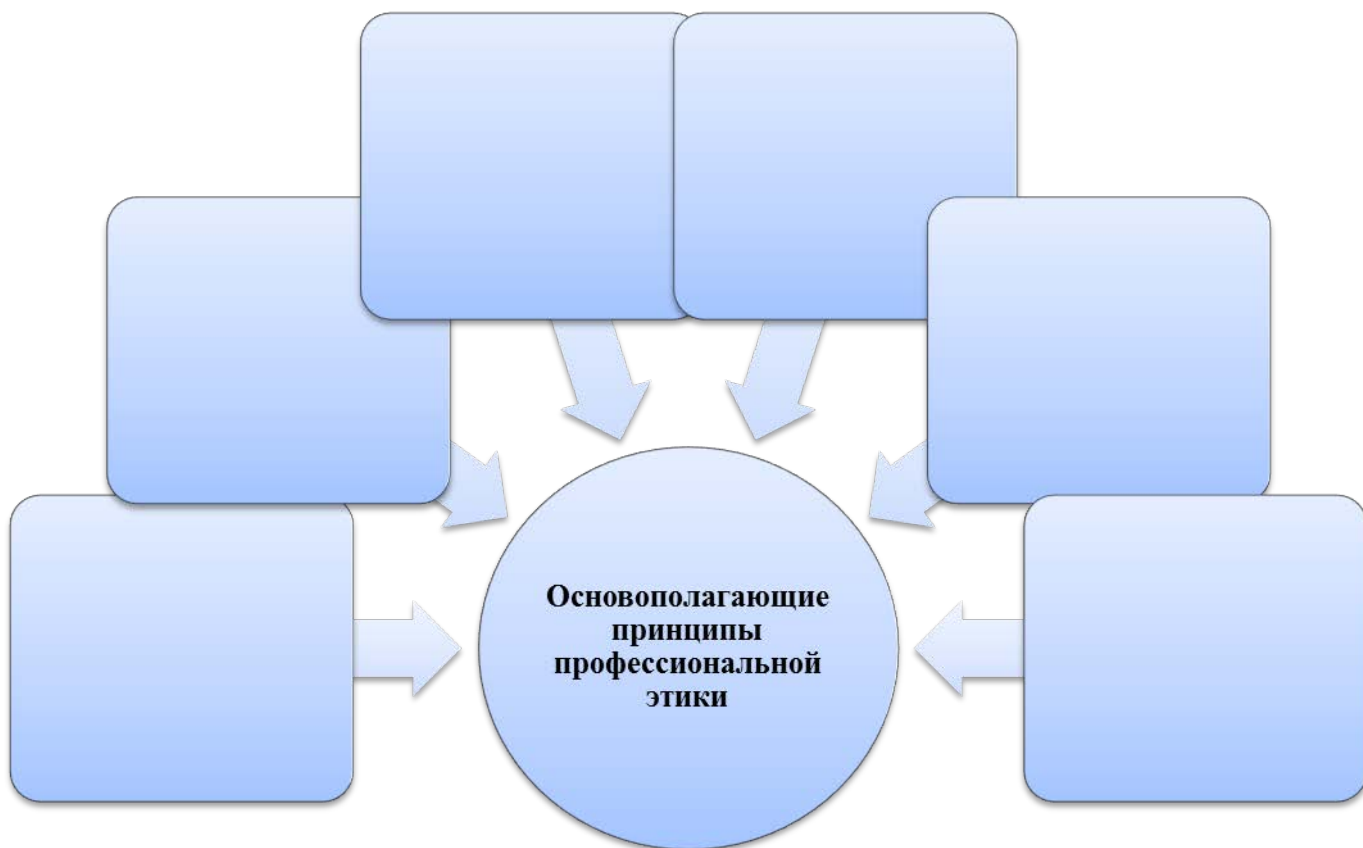 Основополагающие
принципы
профессиональной
этики